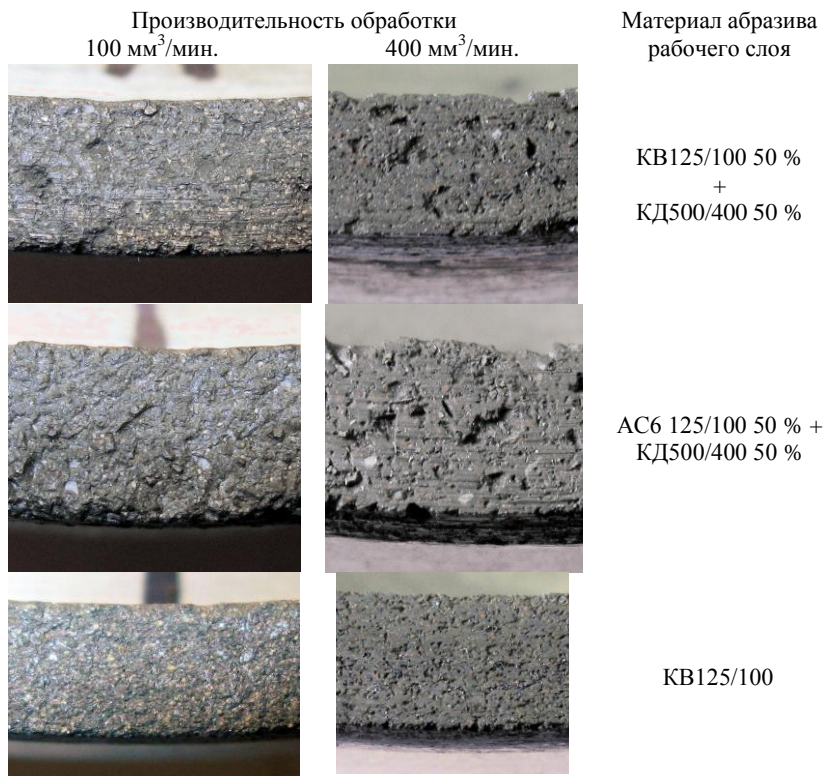 Производительность обработки
100 мм³/мин.
400 мм³/мин.
Материал абразива
рабочего слоя
КВ125/100 50 %
+
КД500/400 50 %
АС6 125/100 50 % +
КД500/400 50 %
КВ125/100